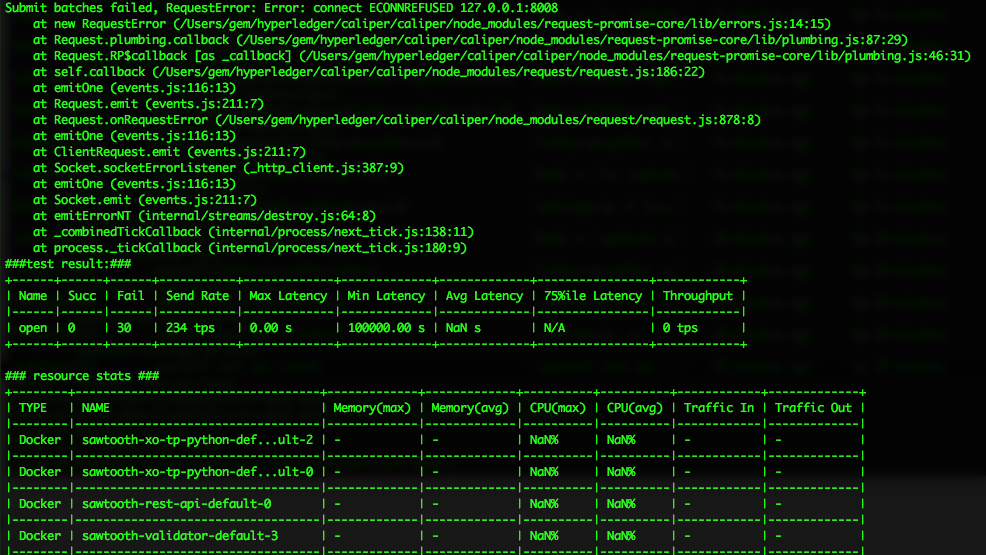 Submit batches failed, RequestError: Error: connect ECONNREFUSED 127.0.0.1:8008
    at new RequestError (/Users/gem/hyperledger/caliper/caliper/node_modules/request-promise-core/lib/errors.js:14:15)
    at Request.plumbing.callback (/Users/gem/hyperledger/caliper/caliper/node_modules/request-promise-core/lib/plumbing.js:87:29)
    at Request.RP$callback [as _callback] (/Users/gem/hyperledger/caliper/caliper/node_modules/request-promise-core/lib/plumbing.js:46:31)
    at self.callback (/Users/gem/hyperledger/caliper/caliper/node_modules/request/request.js:186:22)
    at emitOne (events.js:116:13)
    at Request.emit (events.js:211:7)
    at Request.onRequestError (/Users/gem/hyperledger/caliper/caliper/node_modules/request/request.js:878:8)
    at emitOne (events.js:116:13)
    at ClientRequest.emit (events.js:211:7)
    at Socket.socketErrorListener (_http_client.js:387:9)
    at emitOne (events.js:116:13)
    at Socket.emit (events.js:211:7)
    at emitErrorNT (internal/streams/destroy.js:64:8)
    at _combinedTickCallback (internal/process/next_tick.js:138:11)
    at process._tickCallback (internal/process/next_tick.js:180:9)
###test result:###
| Name | Succ | Fail | Send Rate | Max Latency | Min Latency | Avg Latency | 75%ile Latency | Throughput |
| open | 0 | 30 | 234 tps | 0.00 s | 100000.00 s | NaN s | N/A | 0 tps |
### resource stats ###
| TYPE | NAME | Memory(max) | Memory(avg) | CPU(max) | CPU(avg) | Traffic In | Traffic Out |
| Docker | sawtooth-xo-tp-python-def...ult-2 | - | - | NaN% | NaN% | - | - |
| Docker | sawtooth-xo-tp-python-def...ult-0 | - | - | NaN% | NaN% | - | - |
| Docker | sawtooth-rest-api-default-0 | - | - | NaN% | NaN% | - | - |
| Docker | sawtooth-validator-default-3 | - | - | NaN% | NaN% | - | - |